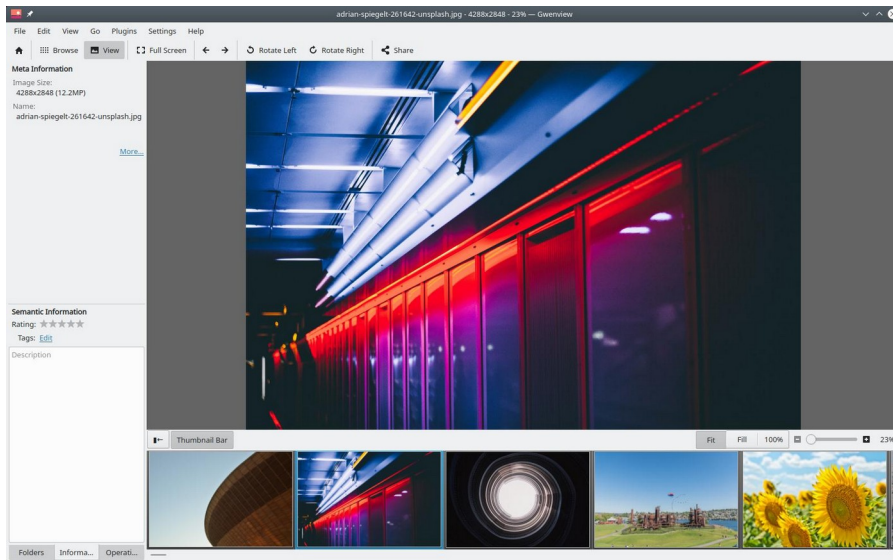 adrian-spiegelt-261642-unsplash.jpg - 4288x2848 - 23% — Gwenview
File Edit View Go Plugins Settings Help
Browse View Full Screen Rotate Left Rotate Right Share
Meta Information
Image Size:
4288x2848 (12.2MP)
Name:
adrian-spiegelt-261642-unsplash.jpg
More...
Semantic Information
Rating:
Tags: Edit
Description
Thumbnail Bar Fit Fill 100% 23%
Folders Informa... Operati...